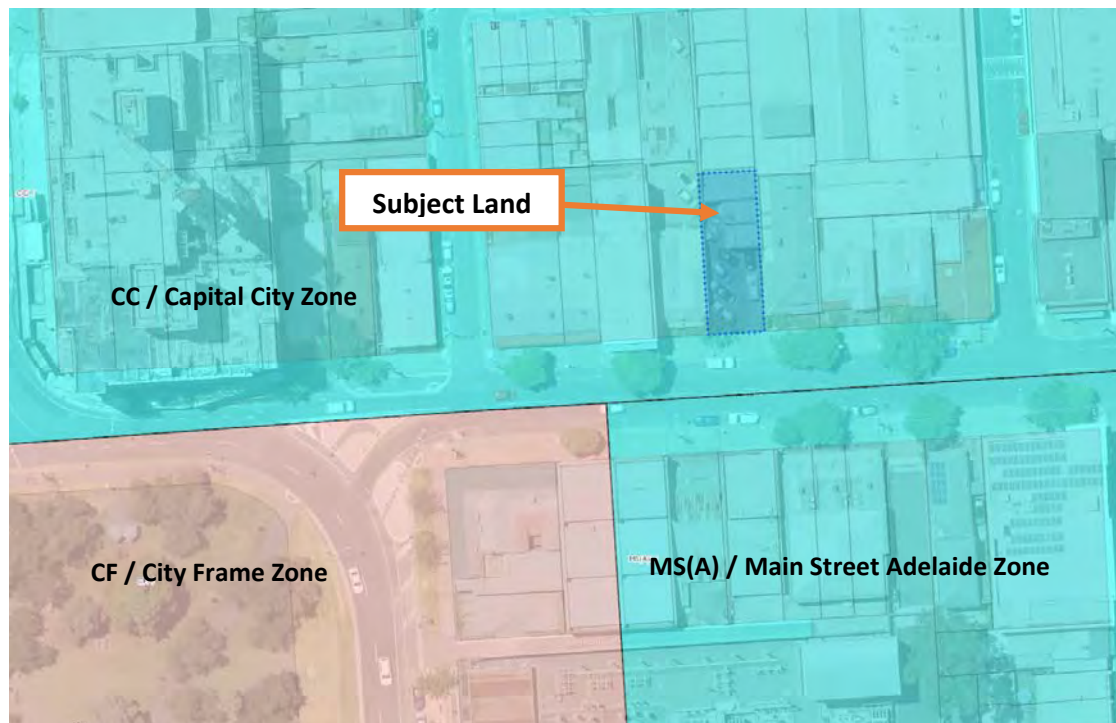 Subject Land
CC / Capital City Zone
CF / City Frame Zone
MS(A) / Main Street Adelaide Zone